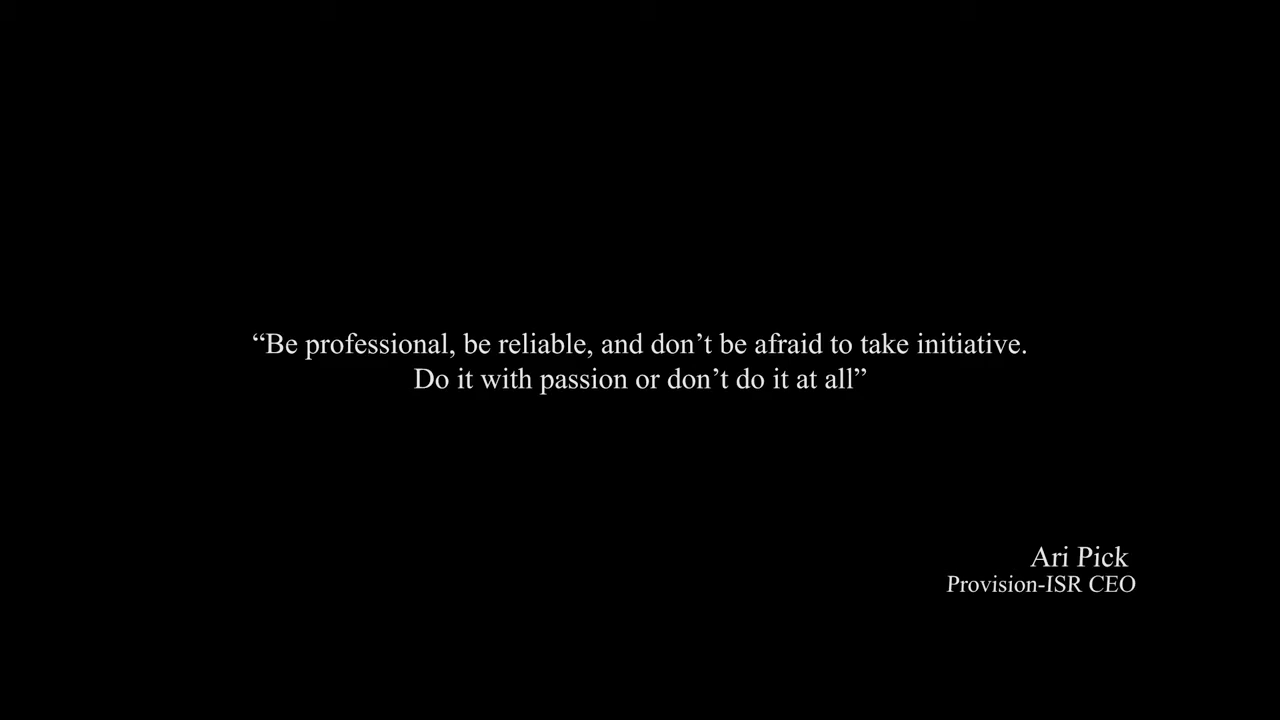 “Be professional, be reliable, and don’t be afraid to take initiative.
Do it with passion or don’t do it at all”
Ari Pick
Provision-ISR CEO